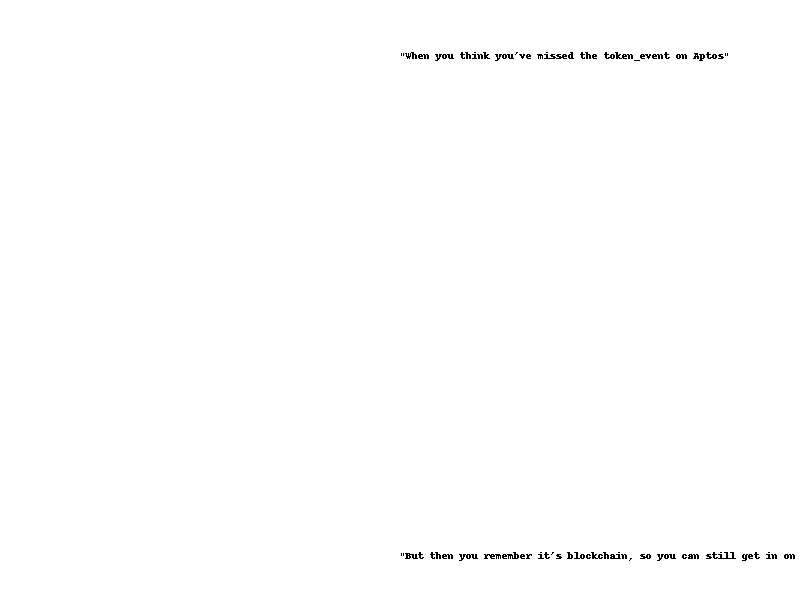 "When you think you've missed the token_event on Aptos"
"But then you remember it's blockchain, so you can still get in on